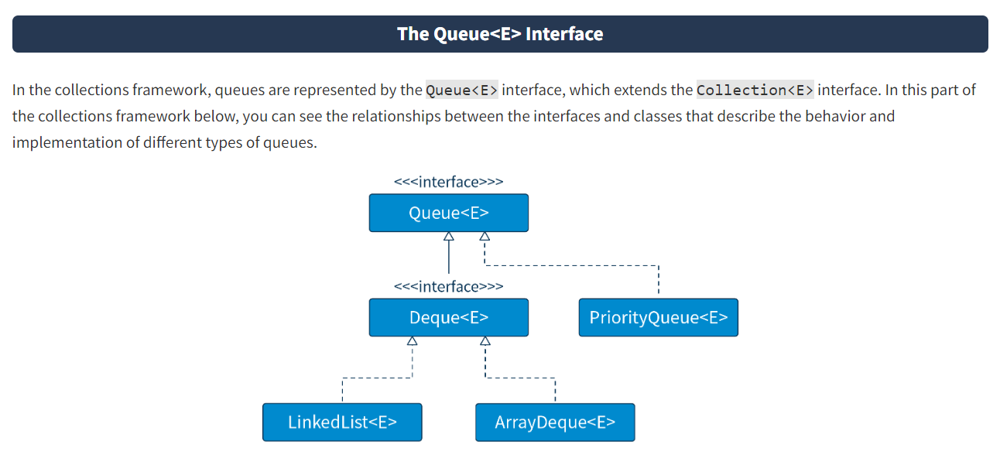 The Queue<E> Interface
In the collections framework, queues are represented by the Queue<E> interface, which extends the Collection<E> interface. In this part of
the collections framework below, you can see the relationships between the interfaces and classes that describe the behavior and
implementation of different types of queues.
<<<interface>>>
Queue<E>
<<<interface>>>
Deque<E>
PriorityQueue<E>
LinkedList<E>
ArrayDeque<E>